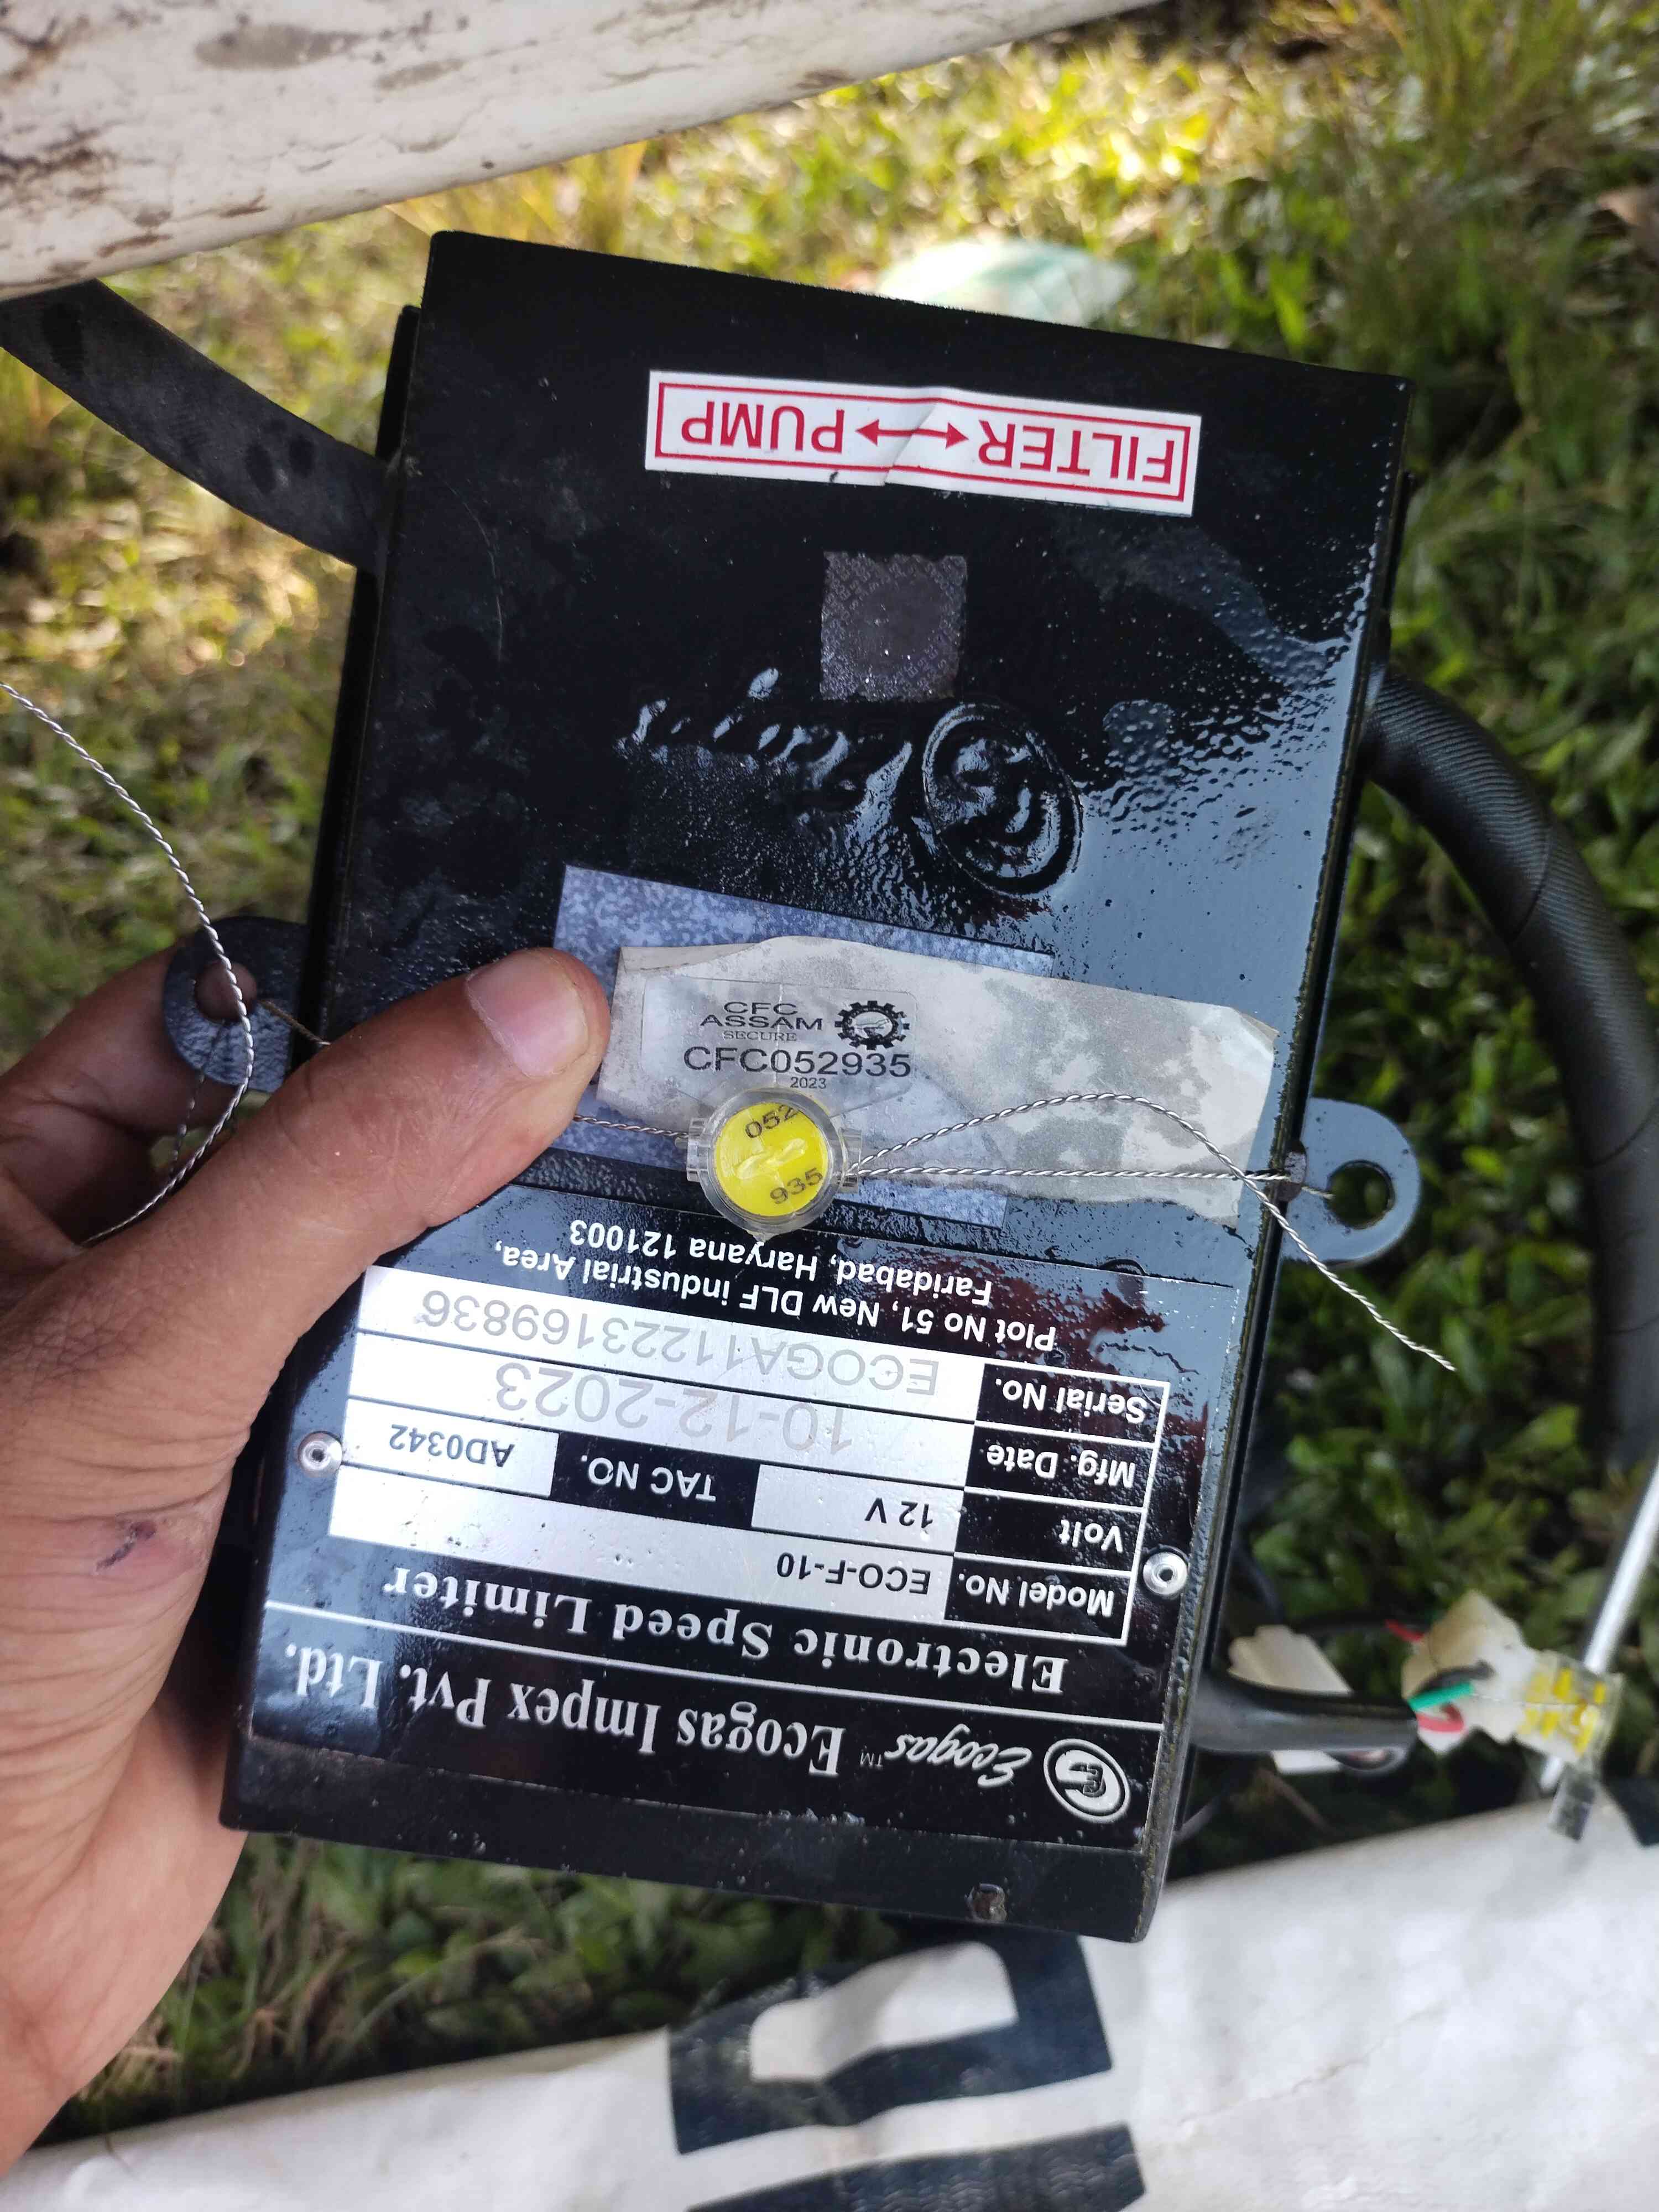 Ecogas™ Ecogas Impex Pvt. Ltd.
Electronic Speed Limiter
Model No. ECO-F-10
Volt 12 V TAC NO. AD0342
Mfg. Date 10-12-2023
Serial No. ECOGA11223169836
Plot No 51, New DLF industrial Area,
Faridabad, Haryana 121003
CFC
ASSAM
SECURE
CFC052935
2023
052
935
Ecogas
FILTER ↔ PUMP